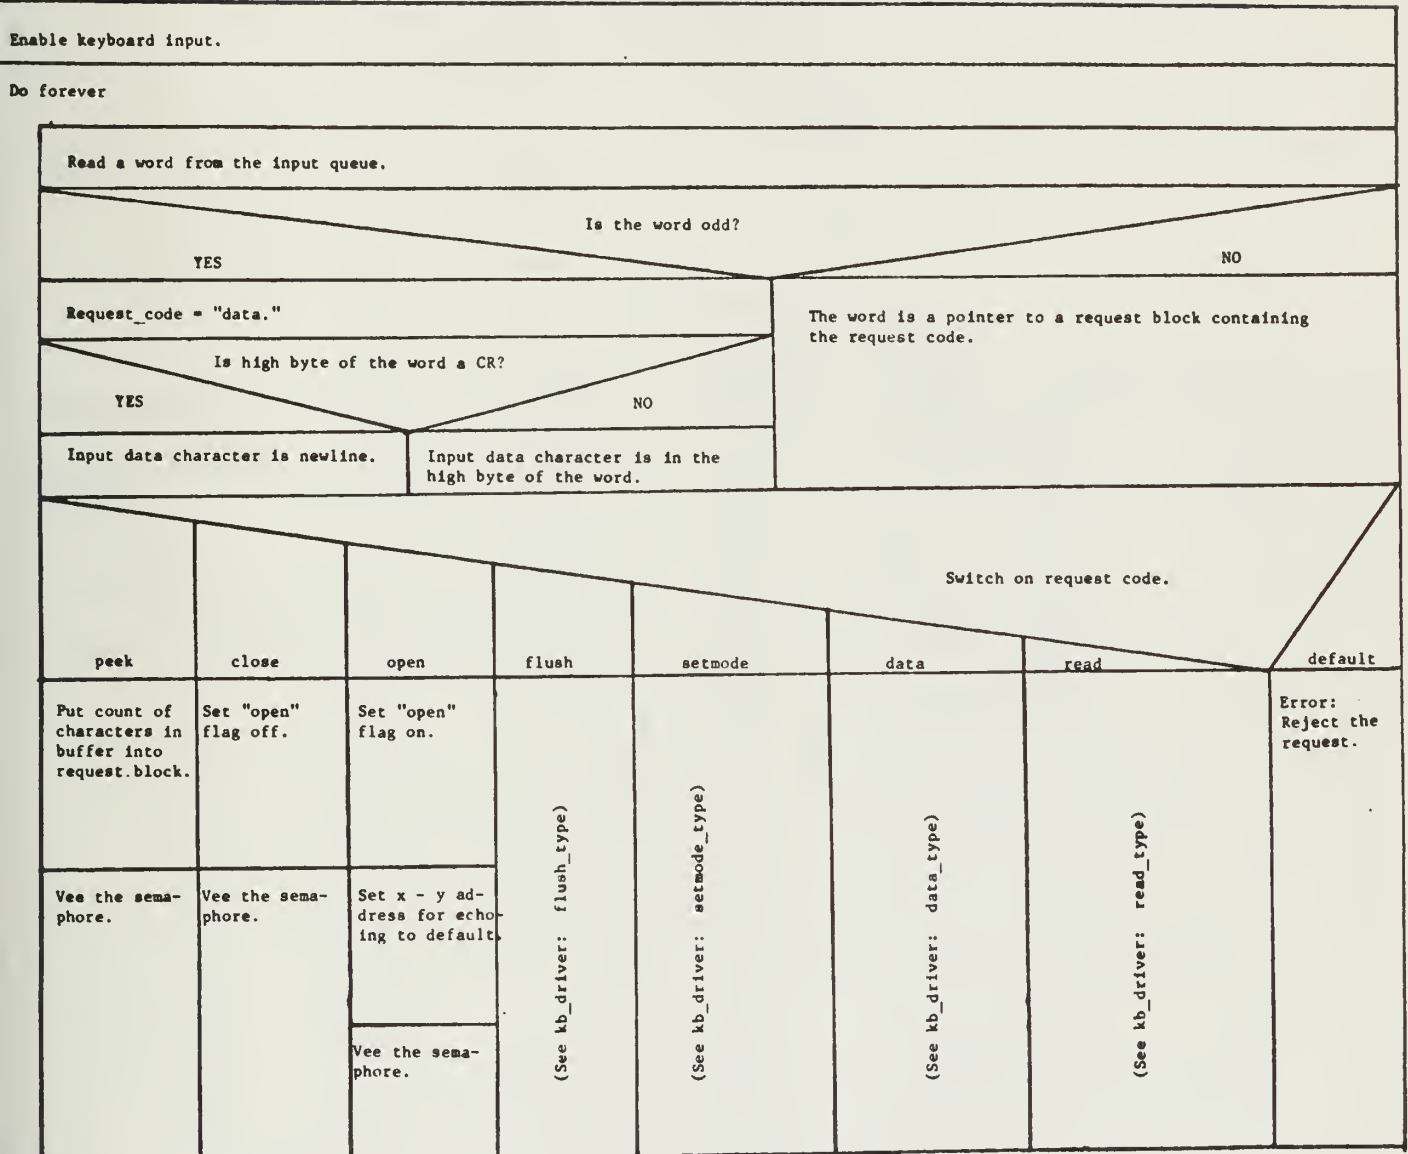 Enable keyboard input.
Do forever
Read a word from the input queue.
Is the word odd?
YES
NO
Request_code = "data."
The word is a pointer to a request block containing
the request code.
Is high byte of the word a CR?
YES
NO
Input data character is newline.
Input data character is in the
high byte of the word.
Switch on request code.
peek
close
open
flush
setmode
data
read
default
Put count of
characters in
buffer into
request.block.
Set "open"
flag off.
Set "open"
flag on.
Error:
Reject the
request.
Vee the sema-
phore.
Vee the sema-
phore.
Set x - y ad-
dress for echo-
ing to default.
Vee the sema-
phore.
(See kb_driver: flush_type)
(See kb_driver: setmode_type)
(See kb_driver: data_type)
(See kb_driver: read_type)